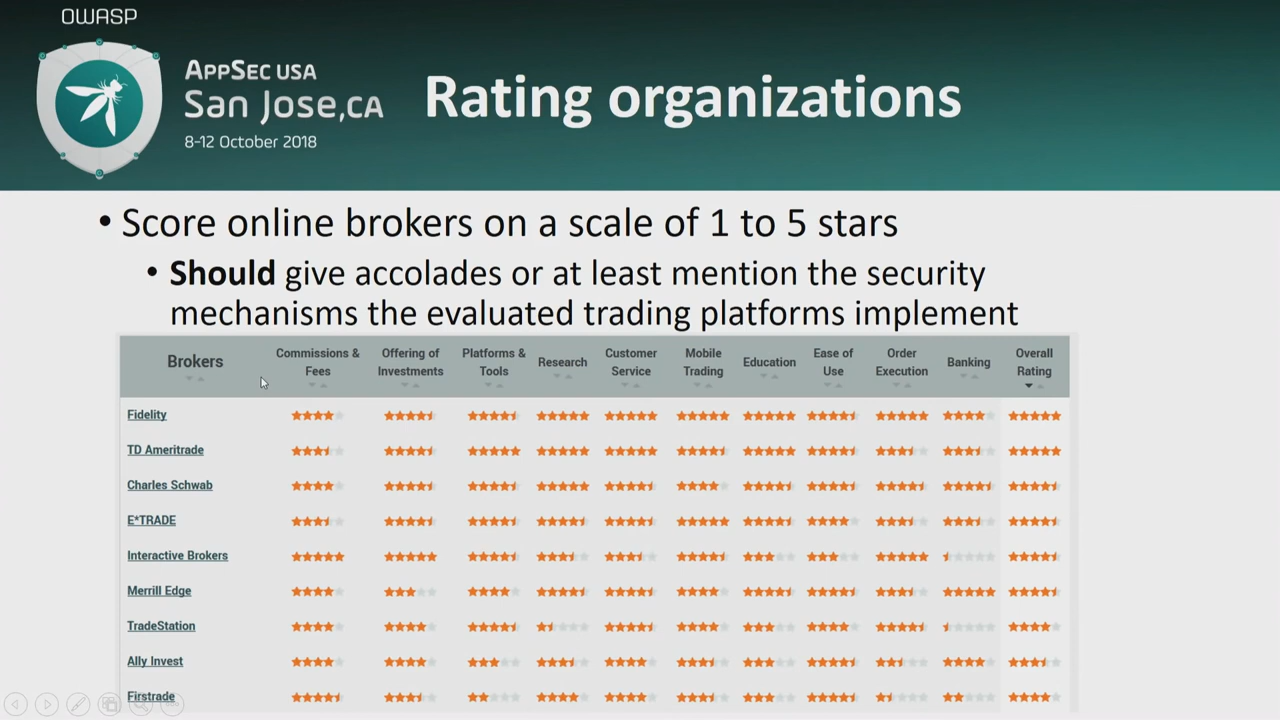 OWASP
APPSEC USA
San Jose,CA
8-12 October 2018
Rating organizations
• Score online brokers on a scale of 1 to 5 stars
• Should give accolades or at least mention the security
mechanisms the evaluated trading platforms implement
Brokers Commissions & Fees Offering of Investments Platforms & Tools Research Customer Service Mobile Trading Education Ease of Use Order Execution Banking Overall Rating
Fidelity
TD Ameritrade
Charles Schwab
E*TRADE
Interactive Brokers
Merrill Edge
TradeStation
Ally Invest
Firstrade